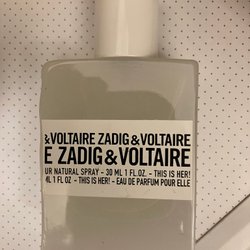 &VOLTAIRE ZADIG&VOLTAIRE
E ZADIG & VOLTAIRE
UR NATURAL SPRAY - 30 ML 1 FL.OZ. - THIS IS HER!
ML 1 FL OZ - THIS IS HER! - EAU DE PARFUM POUR ELLE